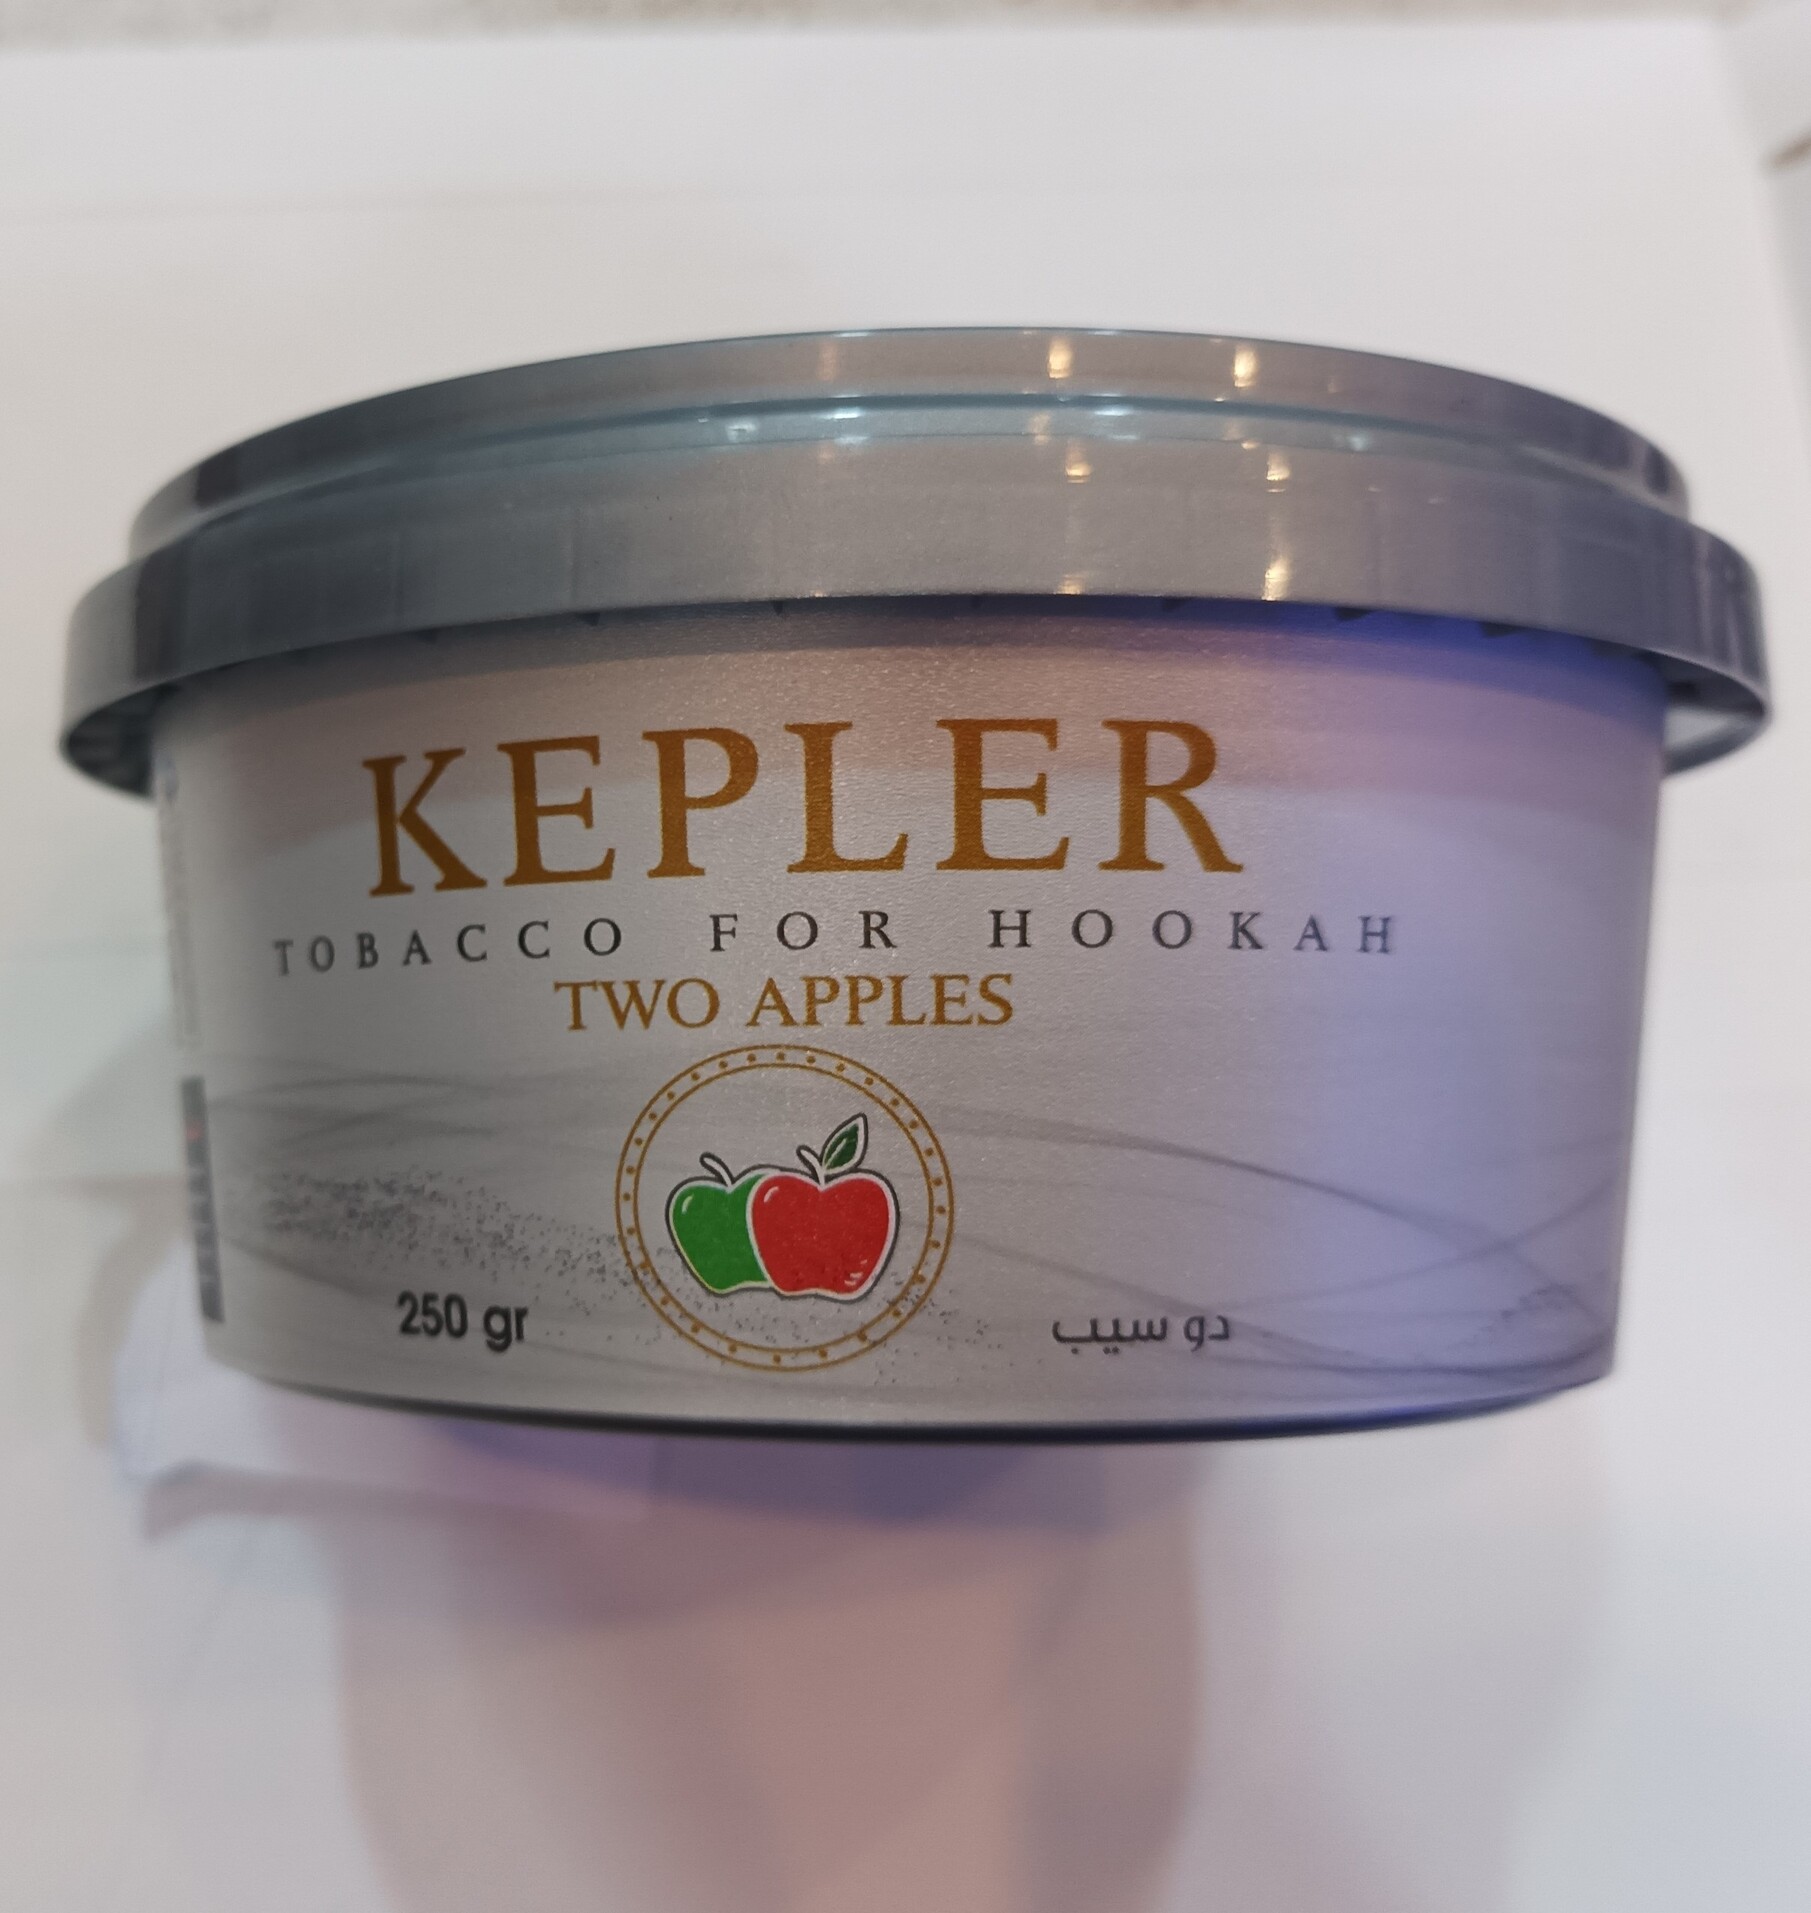 KEPLER
TOBACCO FOR HOOKAH
TWO APPLES
250 gr
دو سیب